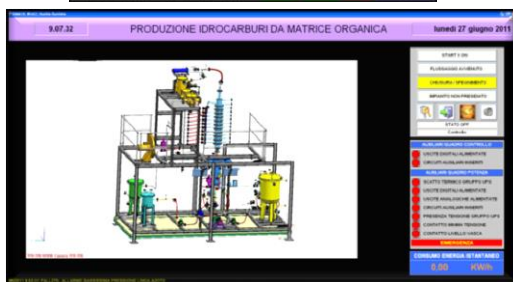 9.07.32
PRODUZIONE IDROCARBURI DA MATRICE ORGANICA
lunedì 27 giugno 2011
START X ON
FLUSSAGGIO AVVENUTO
CHIUSURA / SPEGNIMENTO
IMPIANTO NON PRESIDIATO
STATO OFF
Controllo
AUSILIARI QUADRO CONTROLLO
USCITE DIGITALI ALIMENTATE
CIRCUITI AUSILIARI INSERITI
AUSILIARI QUADRO POTENZA
SCATTO TERMICO GRUPPO UPS
USCITE DIGITALI ALIMENTATE
USCITE ANALOGICHE ALIMENTATE
CIRCUITI AUSILIARI INSERITI
PRESENZA TENSIONE GRUPPO UPS
CONTATTO MINIMA TENSIONE
CONTATTO LIVELLO VASCA
EMERGENZA
CONSUMO ENERGIA ISTANTANEO
0,00 KW/h